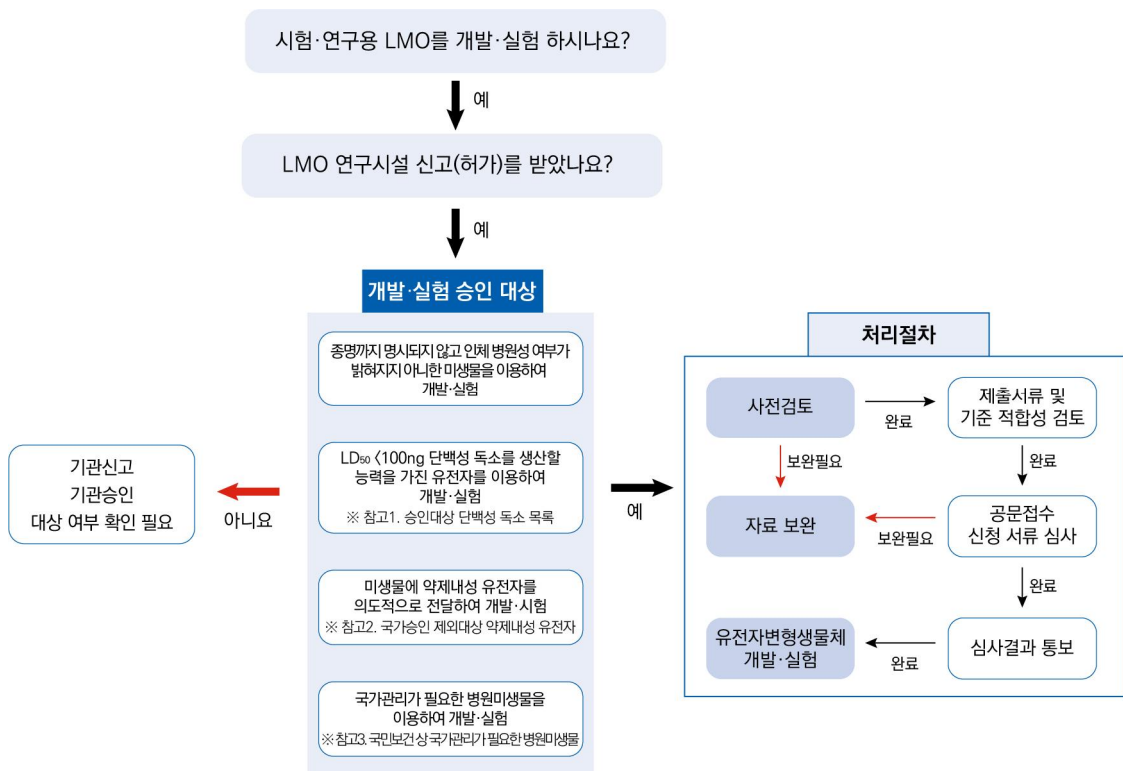 시험·연구용 LMO를 개발·실험 하시나요?
예
LMO 연구시설 신고(허가)를 받았나요?
예
개발·실험 승인 대상
종명까지 명시되지 않고 인체 병원성 여부가
밝혀지지 아니한 미생물을 이용하여
개발·실험
LD₅₀ 〈100ng 단백성 독소를 생산할
능력을 가진 유전자를 이용하여
개발·실험
※ 참고1. 승인대상 단백성 독소 목록
미생물에 약제내성 유전자를
의도적으로 전달하여 개발·시험
※ 참고2. 국가승인 제외대상 약제내성 유전자
국가관리가 필요한 병원미생물을
이용하여 개발·실험
※ 참고3. 국민보건 상 국가관리가 필요한 병원미생물
아니요
기관신고
기관승인
대상 여부 확인 필요
예
처리절차
사전검토
완료
제출서류 및
기준 적합성 검토
보완필요
완료
자료 보완
보완필요
공문접수
신청 서류 심사
완료
유전자변형생물체
개발·실험
완료
심사결과 통보